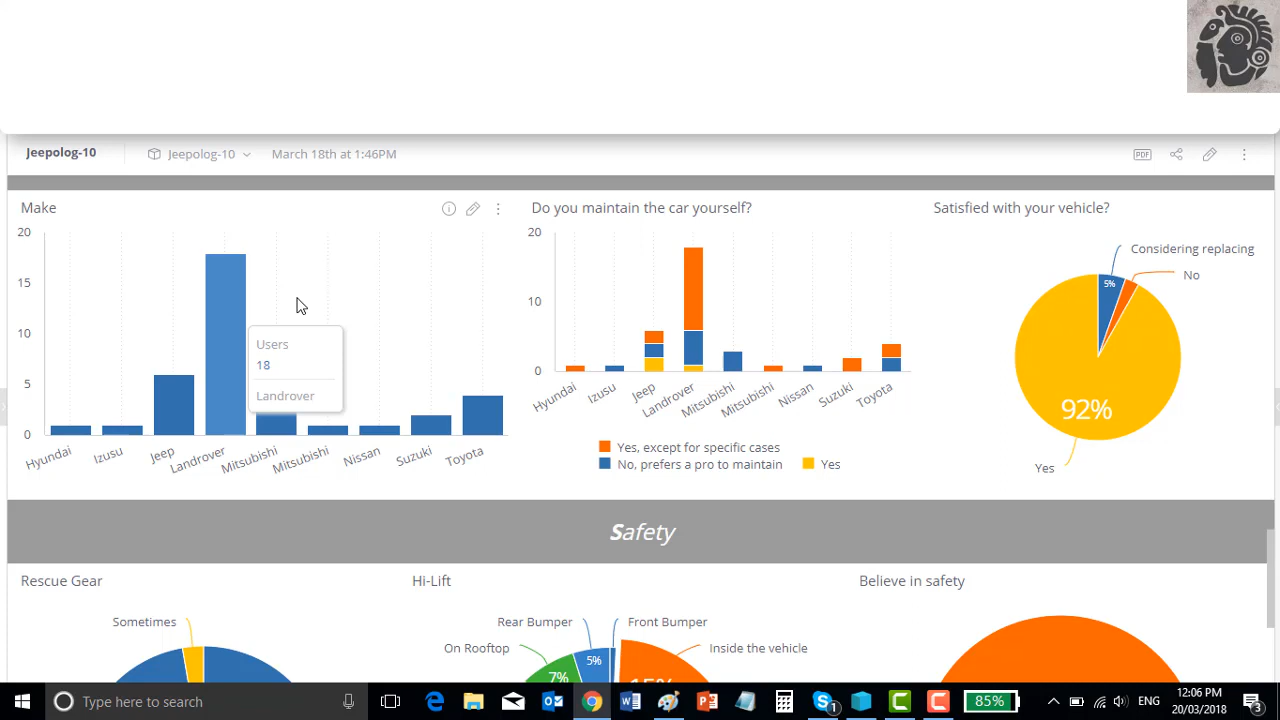 Jeepolog-10
Jeepolog-10
March 18th at 1:46PM
PDF
Make
20
15
10
5
0
Users
18
Landrover
Hyundai
Izusu
Jeep
Landrover
Mitsubishi
Mitsubishi
Nissan
Suzuki
Toyota
Do you maintain the car yourself?
20
10
0
Hyundai
Izusu
Jeep
Landrover
Mitsubishi
Mitsubishi
Nissan
Suzuki
Toyota
Yes, except for specific cases
No, prefers a pro to maintain
Yes
Satisfied with your vehicle?
Considering replacing
No
5%
92%
Yes
Safety
Rescue Gear
Sometimes
Hi-Lift
Rear Bumper
Front Bumper
On Rooftop
Inside the vehicle
5%
7%
15%
Believe in safety
Type here to search
1
85%
ENG
12:06 PM
20/03/2018
3